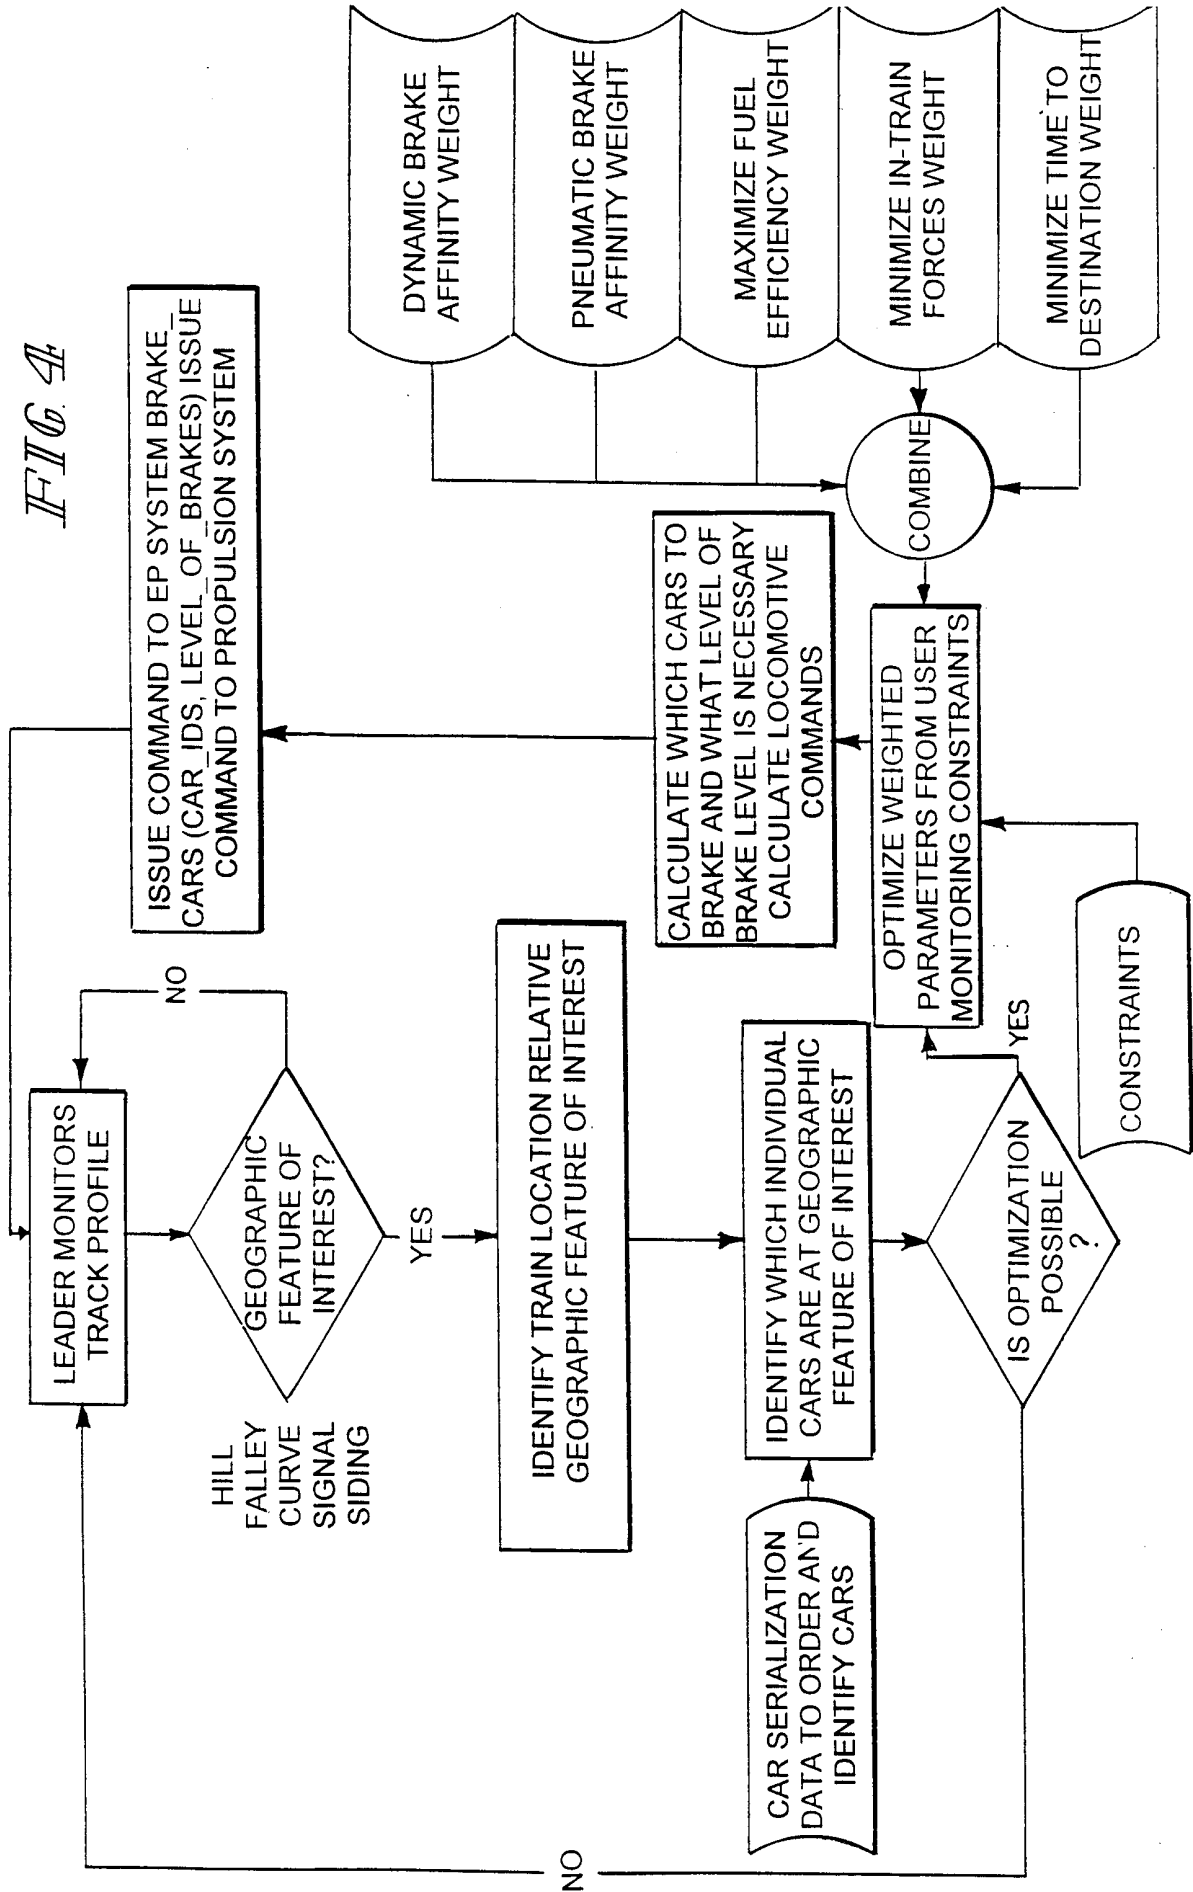 FIG. 4
LEADER MONITORS
TRACK PROFILE
GEOGRAPHIC
FEATURE OF
INTEREST?
NO
HILL
FALLEY
CURVE
SIGNAL
SIDING
YES
IDENTIFY TRAIN LOCATION RELATIVE
GEOGRAPHIC FEATURE OF INTEREST
CAR SERIALIZATION
DATA TO ORDER AND
IDENTIFY CARS
IDENTIFY WHICH INDIVIDUAL
CARS ARE AT GEOGRAPHIC
FEATURE OF INTEREST
IS OPTIMIZATION
POSSIBLE
?
NO
YES
CONSTRAINTS
OPTIMIZE WEIGHTED
PARAMETERS FROM USER
MONITORING CONSTRAINTS
CALCULATE WHICH CARS TO
BRAKE AND WHAT LEVEL OF
BRAKE LEVEL IS NECESSARY
CALCULATE LOCOMOTIVE
COMMANDS
ISSUE COMMAND TO EP SYSTEM BRAKE_
CARS (CAR_IDS, LEVEL_OF_BRAKES) ISSUE
COMMAND TO PROPULSION SYSTEM
COMBINE
DYNAMIC BRAKE
AFFINITY WEIGHT
PNEUMATIC BRAKE
AFFINITY WEIGHT
MAXIMIZE FUEL
EFFICIENCY WEIGHT
MINIMIZE IN-TRAIN
FORCES WEIGHT
MINIMIZE TIME TO
DESTINATION WEIGHT